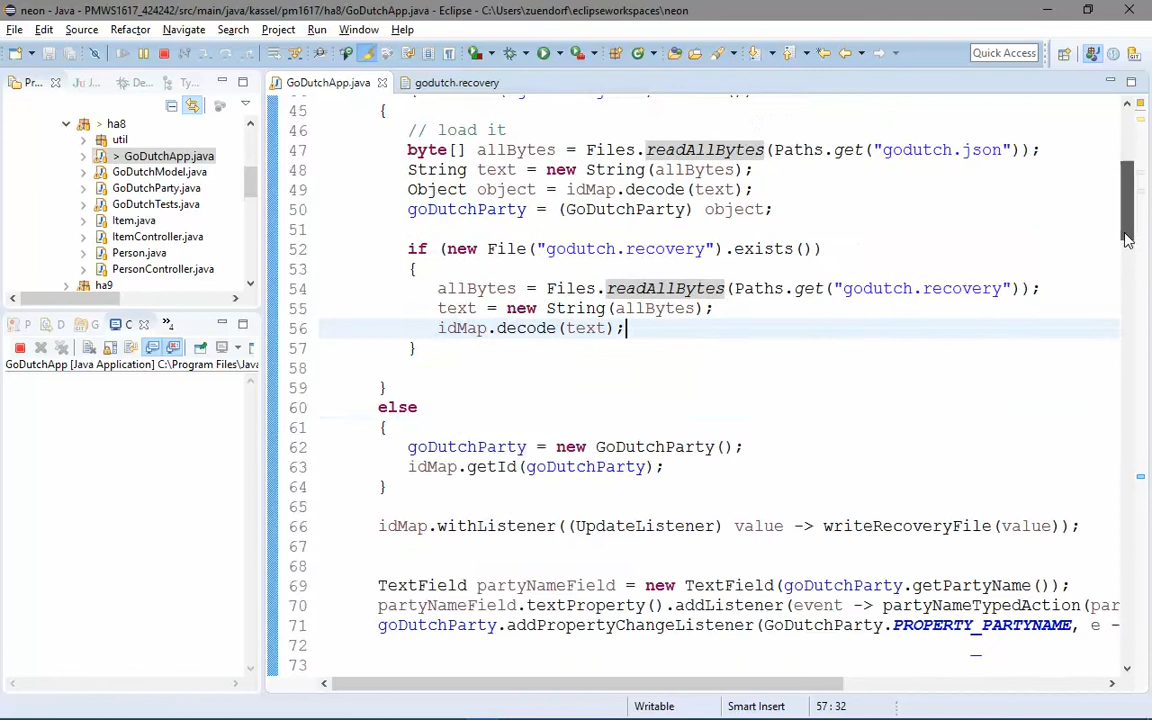 neon - Java - PMWS1617_424242/src/main/java/kassel/pm1617/ha8/GoDutchApp.java - Eclipse - C:\Users\zuendorf\eclipseworkspaces\neon
File Edit Source Refactor Navigate Search Project Run Window Help
Quick Access
Pr... Ju J... De... Ty...
GoDutchApp.java godutch.recovery
> ha8
util
> GoDutchApp.java
GoDutchModel.java
GoDutchParty.java
GoDutchTests.java
Item.java
ItemController.java
Person.java
PersonController.java
ha9
P D G C »4
GoDutchApp [Java Application] C:\Program Files\Java
45 {
46 // load it
47 byte[] allBytes = Files.readAllBytes(Paths.get("godutch.json"));
48 String text = new String(allBytes);
49 Object object = idMap.decode(text);
50 goDutchParty = (GoDutchParty) object;
51
52 if (new File("godutch.recovery").exists())
53 {
54 allBytes = Files.readAllBytes(Paths.get("godutch.recovery"));
55 text = new String(allBytes);
56 idMap.decode(text);
57 }
58
59 }
60 else
61 {
62 goDutchParty = new GoDutchParty();
63 idMap.getId(goDutchParty);
64 }
65
66 idMap.withListener((UpdateListener) value -> writeRecoveryFile(value));
67
68
69 TextField partyNameField = new TextField(goDutchParty.getPartyName());
70 partyNameField.textProperty().addListener(event -> partyNameTypedAction(par
71 goDutchParty.addPropertyChangeListener(GoDutchParty.PROPERTY_PARTYNAME, e -
72
73
Writable Smart Insert 57 : 32